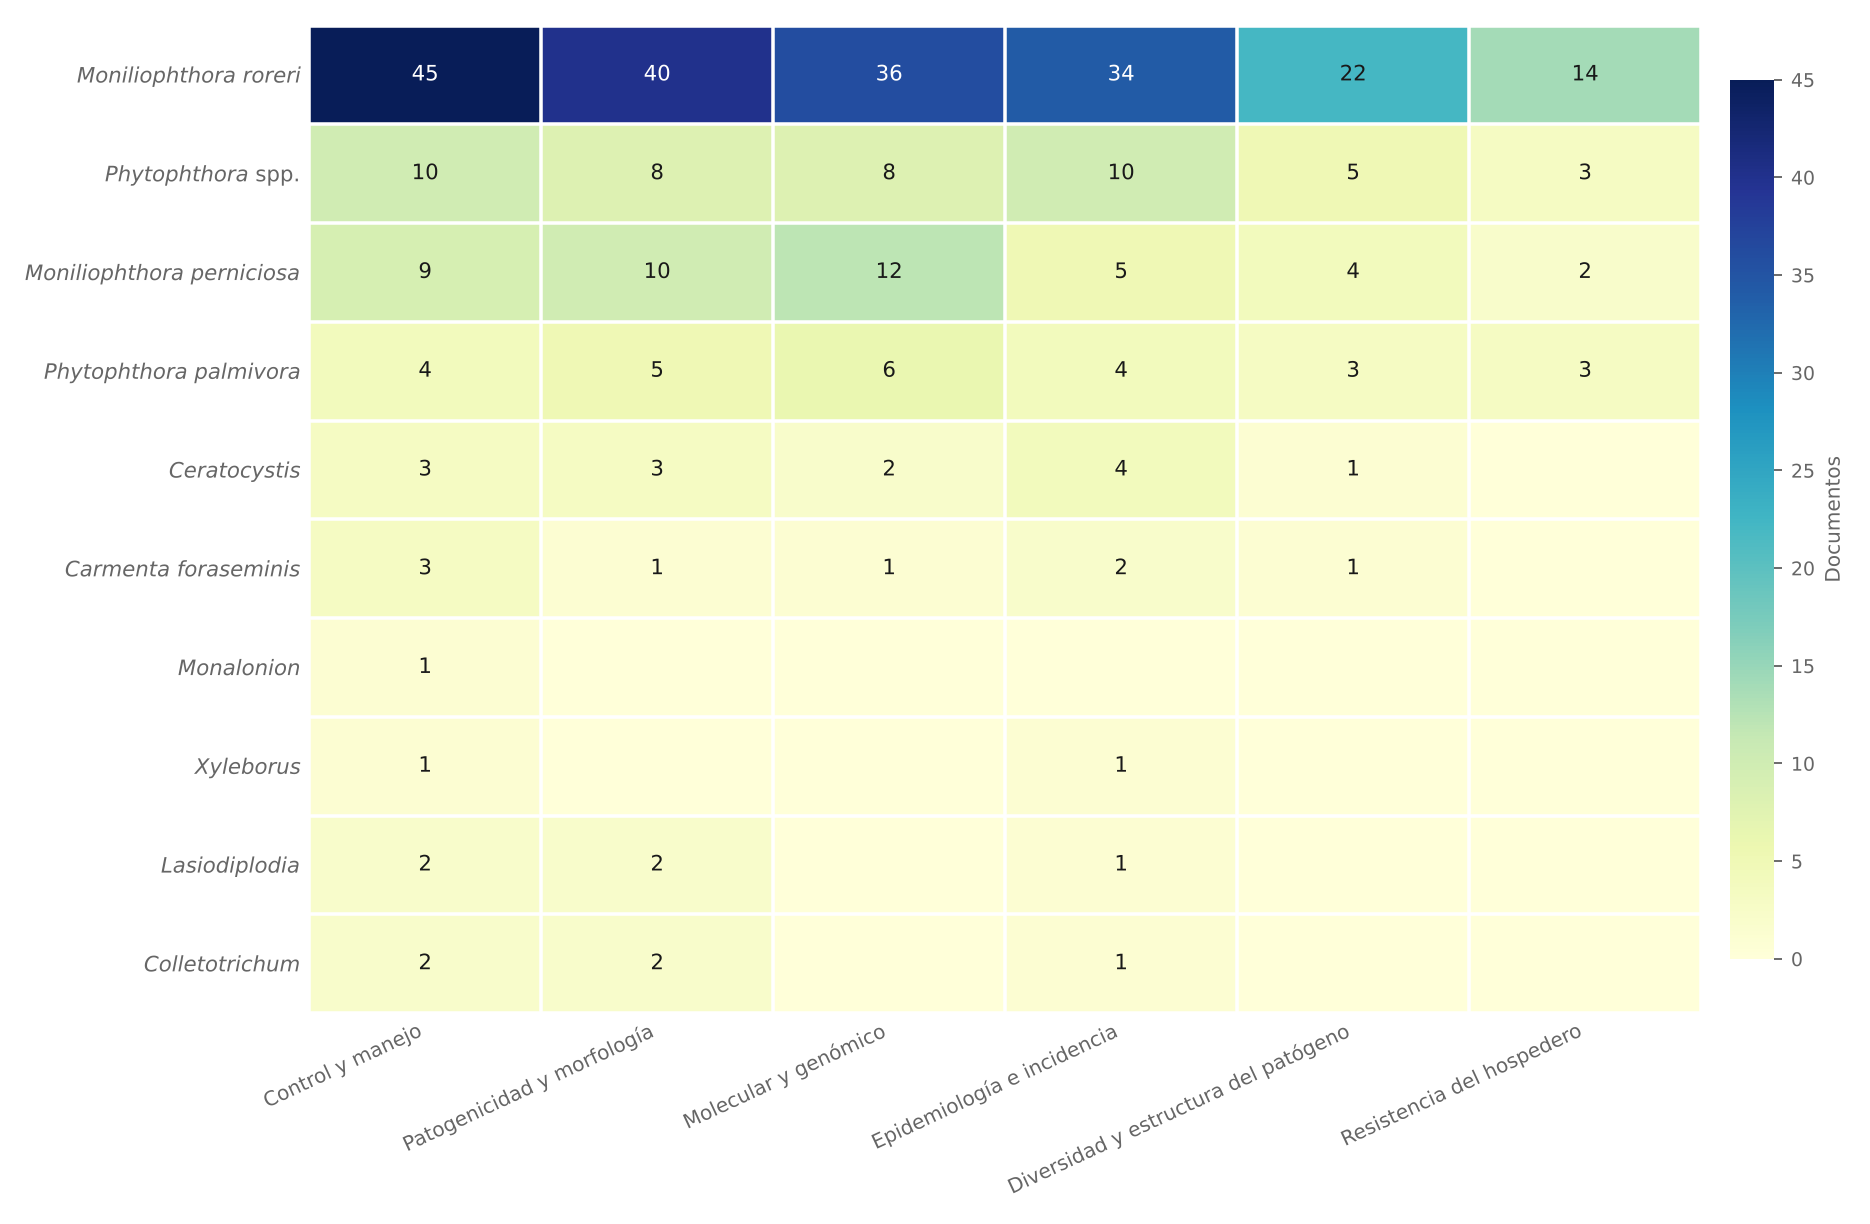 Moniliophthora roreri 45 40 36 34 22 14
Phytophthora spp. 10 8 8 10 5 3
Moniliophthora perniciosa 9 10 12 5 4 2
Phytophthora palmivora 4 5 6 4 3 3
Ceratocystis 3 3 2 4 1
Carmenta foraseminis 3 1 1 2 1
Monalonion 1
Xyleborus 1 1
Lasiodiplodia 2 2 1
Colletotrichum 2 2 1
Control y manejo
Patogenicidad y morfología
Molecular y genómico
Epidemiología e incidencia
Diversidad y estructura del patógeno
Resistencia del hospedero
45
40
35
30
25
20
15
10
5
0
Documentos